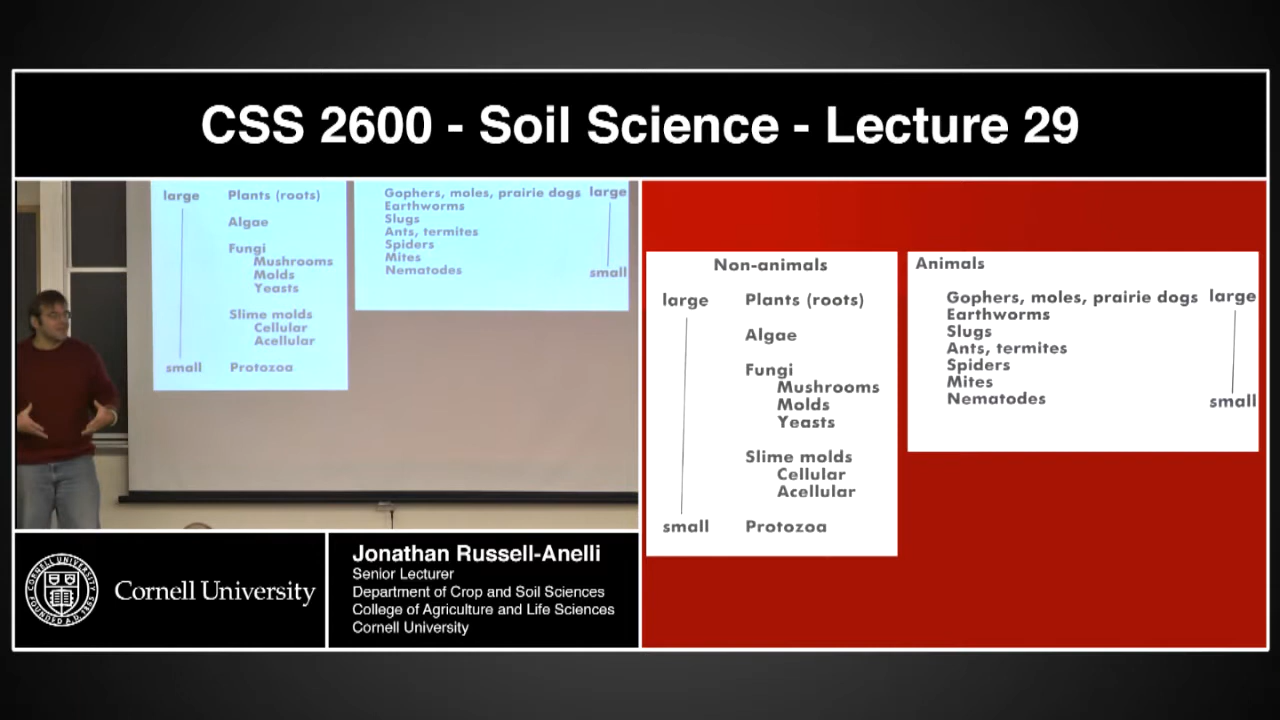 CSS 2600 - Soil Science - Lecture 29
large Plants (roots)
Algae
Fungi
Mushrooms
Molds
Yeasts
Slime molds
Cellular
Acellular
small Protozoa
Gophers, moles, prairie dogs large
Earthworms
Slugs
Ants, termites
Spiders
Mites
Nematodes small
Non-animals
large Plants (roots)
Algae
Fungi
Mushrooms
Molds
Yeasts
Slime molds
Cellular
Acellular
small Protozoa
Animals
Gophers, moles, prairie dogs large
Earthworms
Slugs
Ants, termites
Spiders
Mites
Nematodes
small
CORNELL UNIVERSITY
FOUNDED A.D. 1865
Cornell University
Jonathan Russell-Anelli
Senior Lecturer
Department of Crop and Soil Sciences
College of Agriculture and Life Sciences
Cornell University